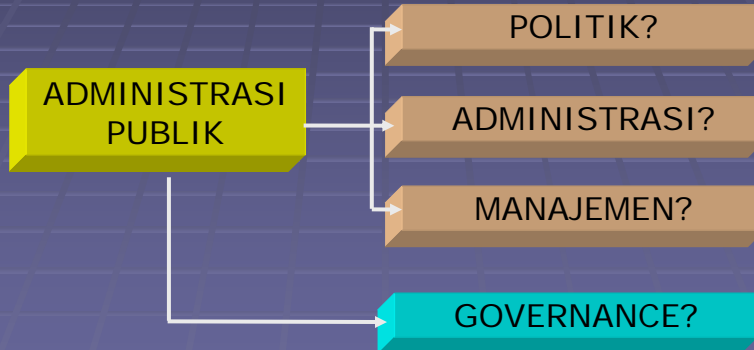 POLITIK?
ADMINISTRASI
PUBLIK
ADMINISTRASI?
MANAJEMEN?
GOVERNANCE?